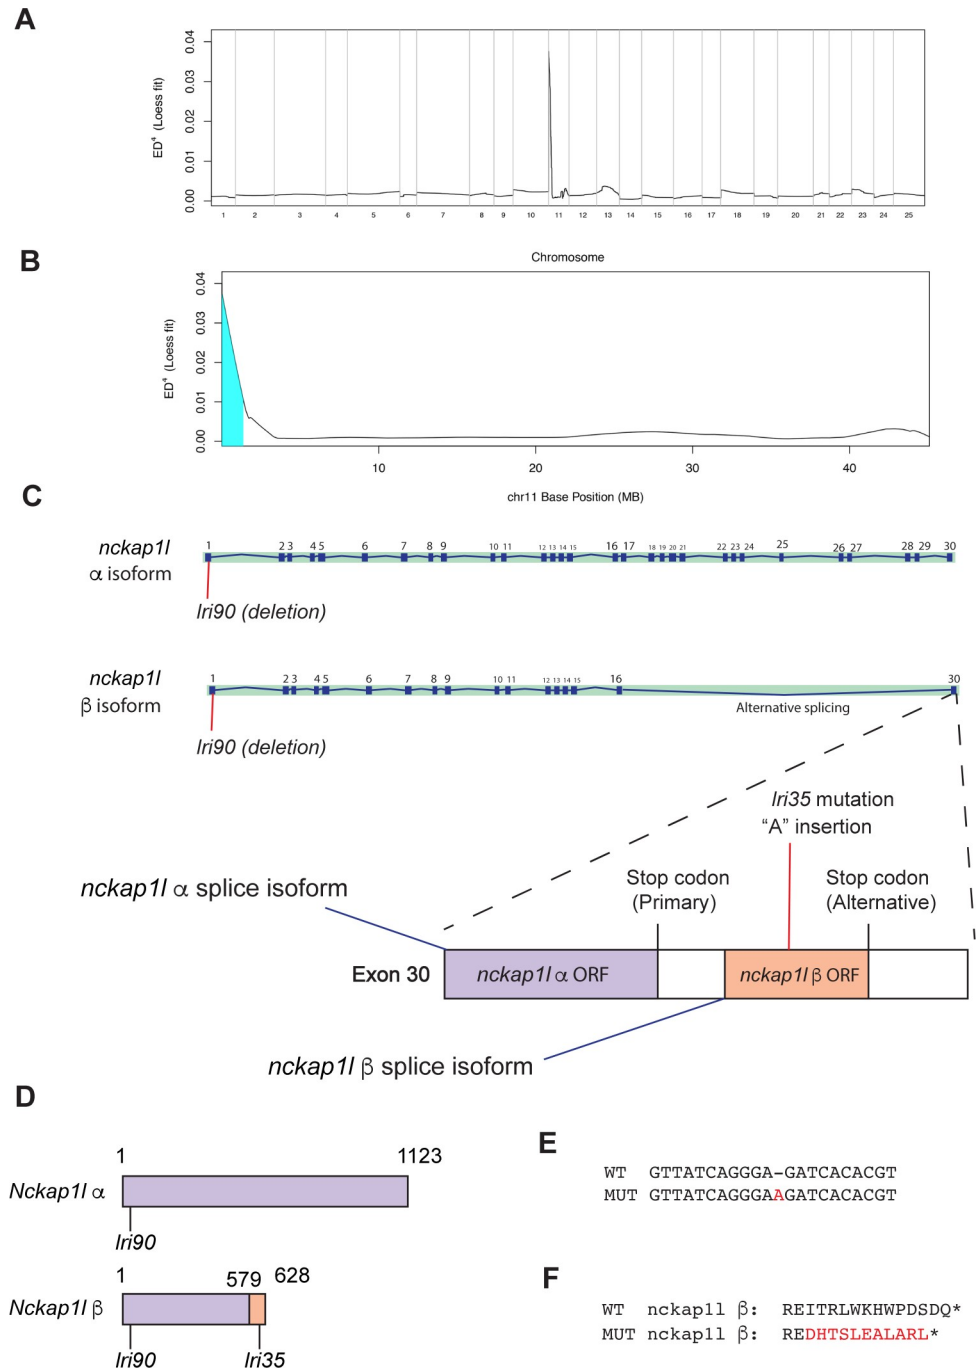 A
ED4 (Loess fit)
0.04
0.03
0.02
0.01
0.00
1 2 3 4 5 6 7 8 9 10 11 12 13 14 15 16 17 18 19 20 21 22 23 24 25
Chromosome
B
ED4 (Loess fit)
0.04
0.03
0.02
0.01
0.00
10 20 30 40
chr11 Base Position (MB)
C
nckap1l
α isoform
1 2 3 4 5 6 7 8 9 10 11 12 13 14 15 16 17 18 19 20 21 22 23 24 25 26 27 28 29 30
lri90 (deletion)
nckap1l
β isoform
1 2 3 4 5 6 7 8 9 10 11 12 13 14 15 16 30
Alternative splicing
lri90 (deletion)
lri35 mutation
“A” insertion
nckap1l α splice isoform
Stop codon
(Primary)
Stop codon
(Alternative)
Exon 30
nckap1l α ORF
nckap1l β ORF
nckap1l β splice isoform
D
1 1123
Nckap1l α
lri90
1 579 628
Nckap1l β
lri90 lri35
E
WT GTTATCAGGGA-GATCACACGT
MUT GTTATCAGGGAAGATCACACGT
F
WT nckap1l β: REITRLWKHWPDSDQ*
MUT nckap1l β: REDHTSLEALARL*